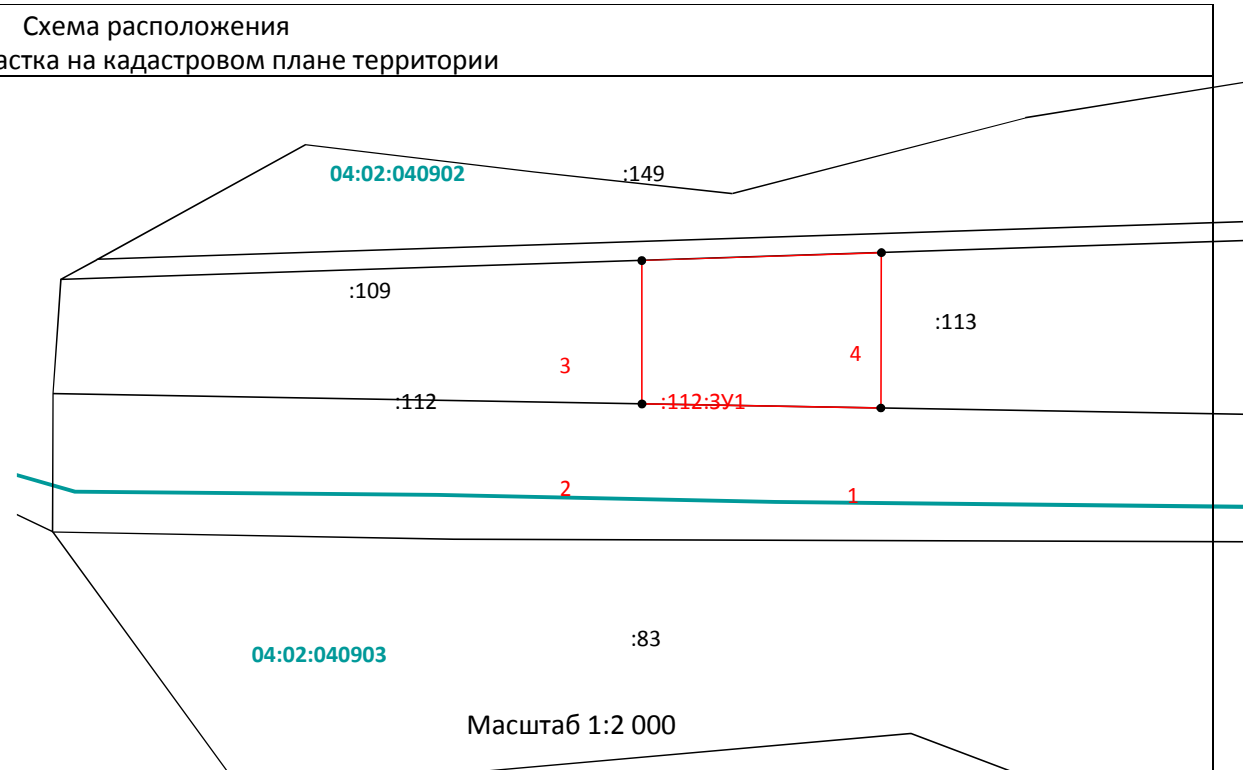 Схема расположения
астка на кадастровом плане территории
04:02:040902
:149
:109
:113
4
3
:112
:112:ЗУ1
2
1
:83
04:02:040903
Масштаб 1:2 000